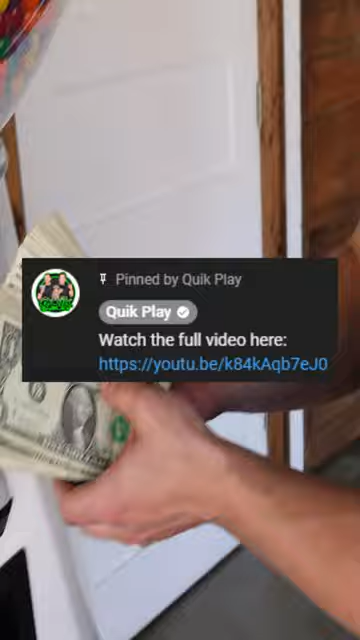 Pinned by Quik Play
Quik Play
Watch the full video here:
https://youtu.be/k84kAqb7eJ0